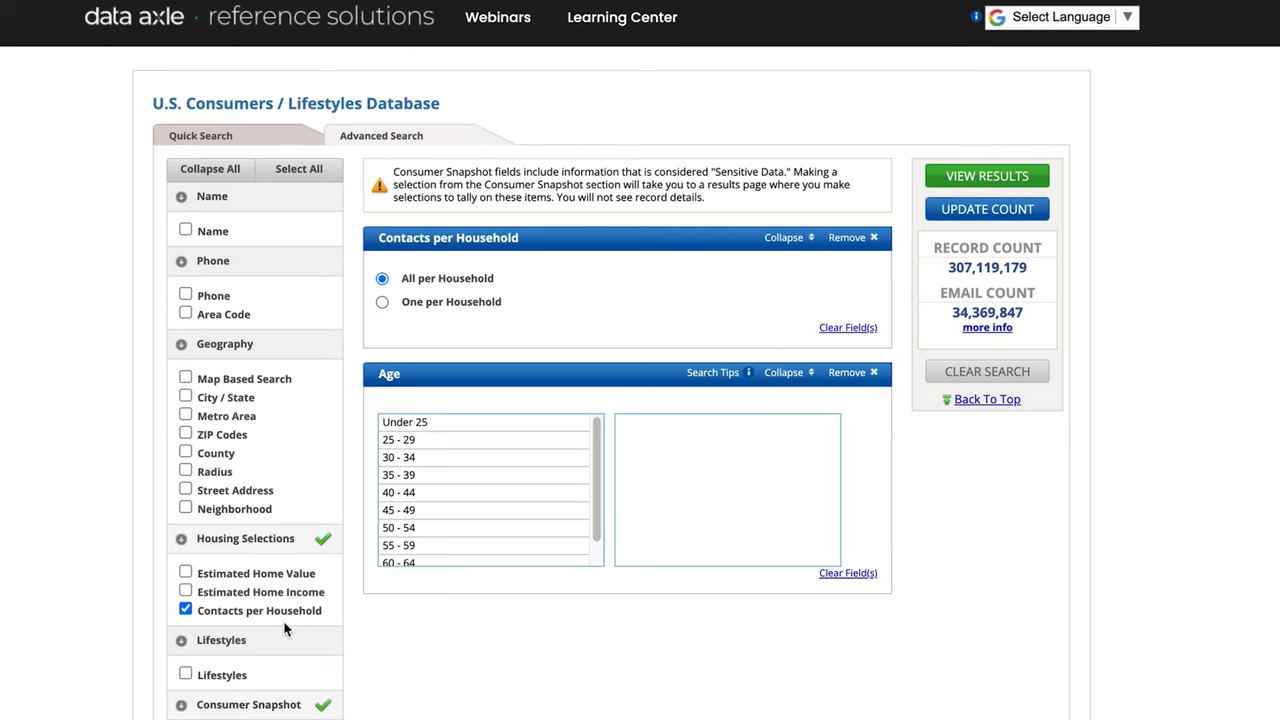 data axle · reference solutions
Webinars
Learning Center
Select Language ▼
U.S. Consumers / Lifestyles Database
Quick Search
Advanced Search
Collapse All
Select All
Name
Name
Phone
Phone
Area Code
Geography
Map Based Search
City / State
Metro Area
ZIP Codes
County
Radius
Street Address
Neighborhood
Housing Selections
Estimated Home Value
Estimated Home Income
Contacts per Household
Lifestyles
Lifestyles
Consumer Snapshot
Consumer Snapshot fields include information that is considered "Sensitive Data." Making a
selection from the Consumer Snapshot section will take you to a results page where you make
selections to tally on these items. You will not see record details.
Contacts per Household
Collapse
Remove
All per Household
One per Household
Clear Field(s)
Age
Search Tips
Collapse
Remove
Under 25
25 - 29
30 - 34
35 - 39
40 - 44
45 - 49
50 - 54
55 - 59
60 - 64
Clear Field(s)
VIEW RESULTS
UPDATE COUNT
RECORD COUNT
307,119,179
EMAIL COUNT
34,369,847
more info
CLEAR SEARCH
Back To Top